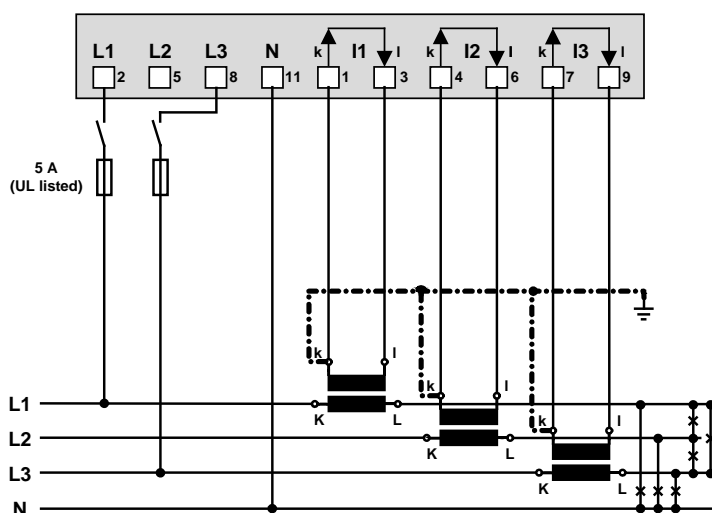 L1 L2 L3 N k I1 l k I2 l k I3 l
2 5 8 11 1 3 4 6 7 9
5 A
(UL listed)
k l
k l
L1 K L
k l
L2 K L
L3 K L
N